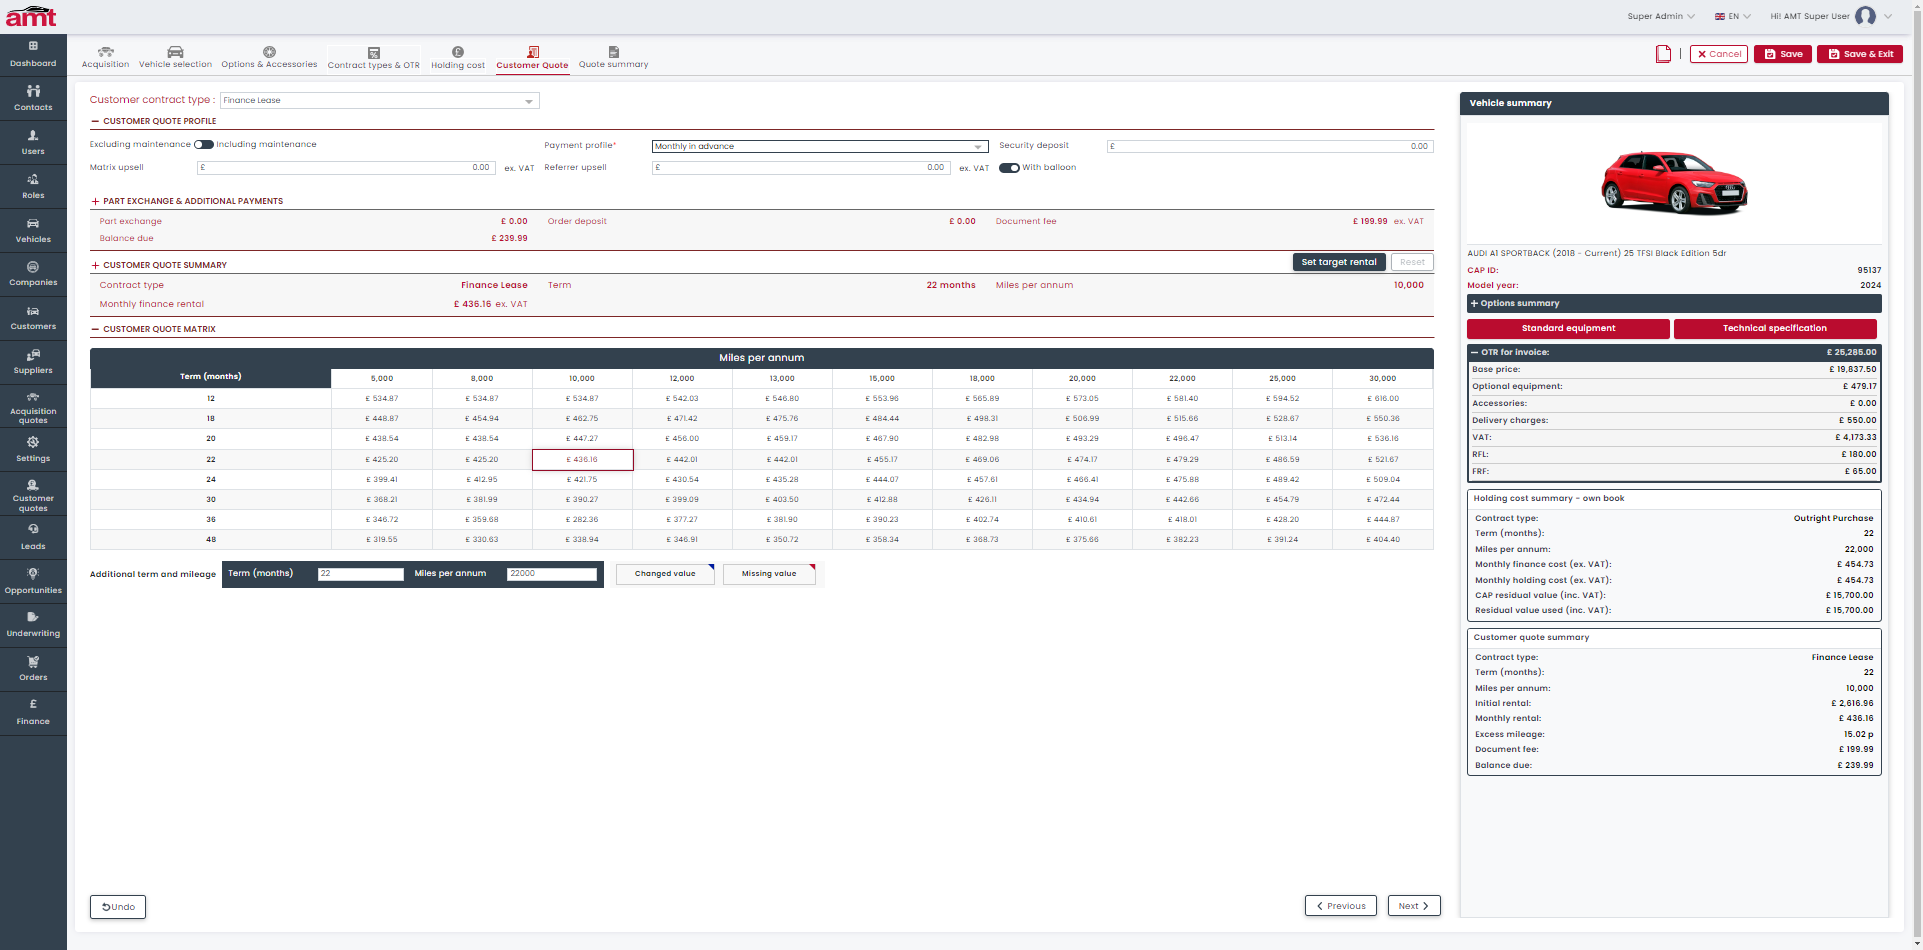 amt
Super Admin
EN
Hi! AMT Super User
Dashboard
Contacts
Users
Roles
Vehicles
Companies
Customers
Suppliers
Acquisition quotes
Settings
Customer quotes
Leads
Opportunities
Underwriting
Orders
£
Finance
Acquisition
Vehicle selection
Options & Accessories
Contract types & OTR
Holding cost
Customer Quote
Quote summary
Cancel
Save
Save & Exit
Customer contract type : Finance Lease
CUSTOMER QUOTE PROFILE
Excluding maintenance Including maintenance
Payment profile* Monthly in advance
Security deposit £ 0.00
Matrix upsell £ 0.00 ex. VAT
Referrer upsell £ 0.00 ex. VAT
With balloon
PART EXCHANGE & ADDITIONAL PAYMENTS
Part exchange £ 0.00 Order deposit £ 0.00 Document fee £ 199.99 ex. VAT
Balance due £ 239.99
CUSTOMER QUOTE SUMMARY
Set target rental Reset
Contract type Finance Lease Term 22 months Miles per annum 10,000
Monthly finance rental £ 436.16 ex. VAT
CUSTOMER QUOTE MATRIX
Miles per annum
Term (months) 5,000 8,000 10,000 12,000 13,000 15,000 18,000 20,000 22,000 25,000 30,000
12 £ 534.87 £ 534.87 £ 534.87 £ 542.03 £ 546.80 £ 553.96 £ 565.89 £ 573.05 £ 581.40 £ 594.52 £ 616.00
18 £ 448.87 £ 454.94 £ 462.75 £ 471.42 £ 475.76 £ 484.44 £ 498.31 £ 506.99 £ 515.66 £ 528.67 £ 550.36
20 £ 438.54 £ 438.54 £ 447.27 £ 456.00 £ 459.17 £ 467.90 £ 482.98 £ 493.29 £ 496.47 £ 513.14 £ 536.16
22 £ 425.20 £ 425.20 £ 436.16 £ 442.01 £ 442.01 £ 455.17 £ 469.06 £ 474.17 £ 479.29 £ 486.59 £ 521.67
24 £ 399.41 £ 412.95 £ 421.75 £ 430.54 £ 435.28 £ 444.07 £ 457.61 £ 466.41 £ 475.88 £ 489.42 £ 509.04
30 £ 368.21 £ 381.99 £ 390.27 £ 399.09 £ 403.50 £ 412.88 £ 426.11 £ 434.94 £ 442.66 £ 454.79 £ 472.44
36 £ 346.72 £ 359.68 £ 282.36 £ 377.27 £ 381.90 £ 390.23 £ 402.74 £ 410.61 £ 418.01 £ 428.20 £ 444.87
48 £ 319.55 £ 330.63 £ 338.94 £ 346.91 £ 350.72 £ 358.34 £ 368.73 £ 375.66 £ 382.23 £ 391.24 £ 404.40
Additional term and mileage Term (months) 22 Miles per annum 22000 Changed value Missing value
Undo
Previous
Next
Vehicle summary
AUDI A1 SPORTBACK (2018 - Current) 25 TFSI Black Edition 5dr
CAP ID: 95137
Model year: 2024
Options summary
Standard equipment Technical specification
OTR for invoice: £ 25,285.00
Base price: £ 19,837.50
Optional equipment: £ 479.17
Accessories: £ 0.00
Delivery charges: £ 550.00
VAT: £ 4,173.33
RFL: £ 180.00
FRF: £ 65.00
Holding cost summary - own book
Contract type: Outright Purchase
Term (months): 22
Miles per annum: 22,000
Monthly finance cost (ex. VAT): £ 454.73
Monthly holding cost (ex. VAT): £ 454.73
CAP residual value (inc. VAT): £ 15,700.00
Residual value used (inc. VAT): £ 15,700.00
Customer quote summary
Contract type: Finance Lease
Term (months): 22
Miles per annum: 10,000
Initial rental: £ 2,616.96
Monthly rental: £ 436.16
Excess mileage: 15.02 p
Document fee: £ 199.99
Balance due: £ 239.99